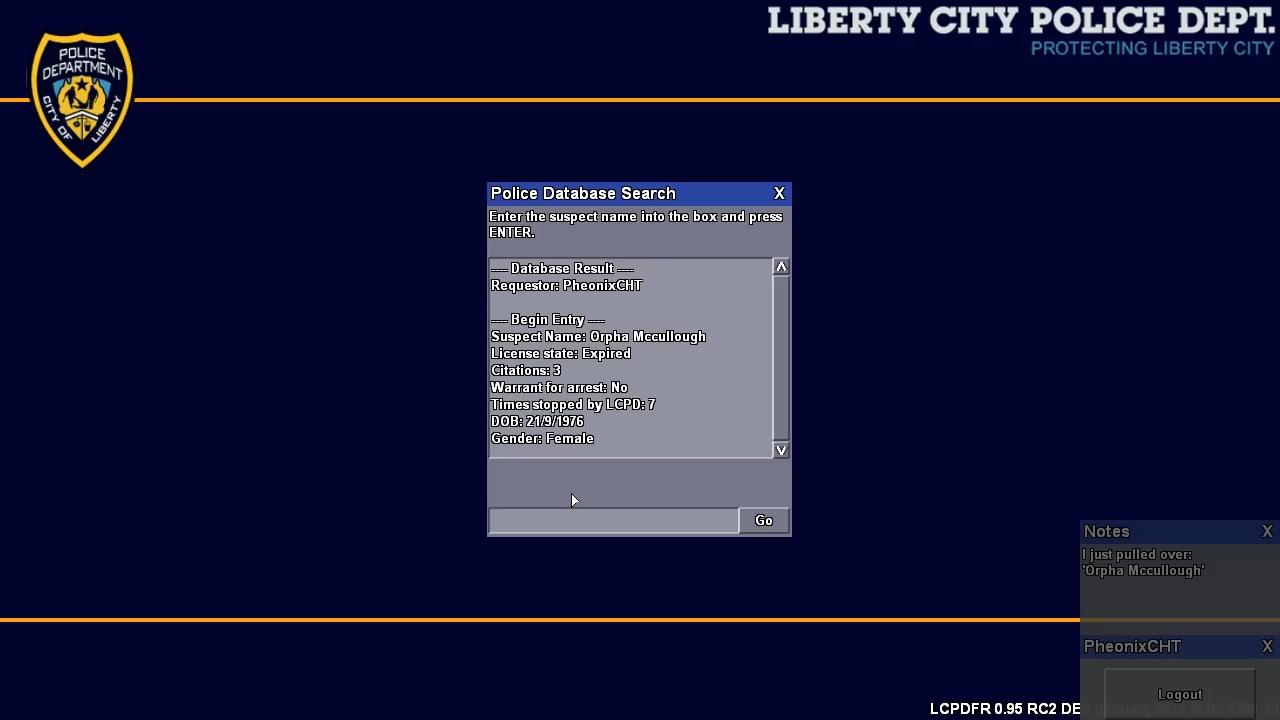 LIBERTY CITY POLICE DEPT.
PROTECTING LIBERTY CITY
POLICE
DEPARTMENT
CITY OF
LIBERTY
Police Database Search X
Enter the suspect name into the box and press
ENTER.
--- Database Result ---
Requestor: PheonixCHT
--- Begin Entry ---
Suspect Name: Orpha Mccullough
License state: Expired
Citations: 3
Warrant for arrest: No
Times stopped by LCPD: 7
DOB: 21/9/1976
Gender: Female
Go
Notes X
I just pulled over:
'Orpha Mccullough'
PheonixCHT X
Logout
LCPDFR 0.95 RC2 DE